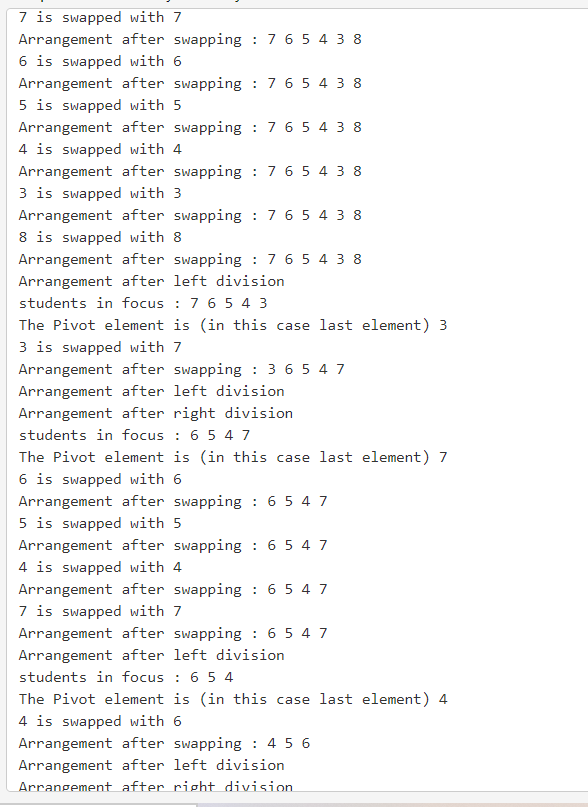 7 is swapped with 7
Arrangement after swapping : 7 6 5 4 3 8
6 is swapped with 6
Arrangement after swapping : 7 6 5 4 3 8
5 is swapped with 5
Arrangement after swapping : 7 6 5 4 3 8
4 is swapped with 4
Arrangement after swapping : 7 6 5 4 3 8
3 is swapped with 3
Arrangement after swapping : 7 6 5 4 3 8
8 is swapped with 8
Arrangement after swapping : 7 6 5 4 3 8
Arrangement after left division
students in focus : 7 6 5 4 3
The Pivot element is (in this case last element) 3
3 is swapped with 7
Arrangement after swapping : 3 6 5 4 7
Arrangement after left division
Arrangement after right division
students in focus : 6 5 4 7
The Pivot element is (in this case last element) 7
6 is swapped with 6
Arrangement after swapping : 6 5 4 7
5 is swapped with 5
Arrangement after swapping : 6 5 4 7
4 is swapped with 4
Arrangement after swapping : 6 5 4 7
7 is swapped with 7
Arrangement after swapping : 6 5 4 7
Arrangement after left division
students in focus : 6 5 4
The Pivot element is (in this case last element) 4
4 is swapped with 6
Arrangement after swapping : 4 5 6
Arrangement after left division
Arrangement after right division